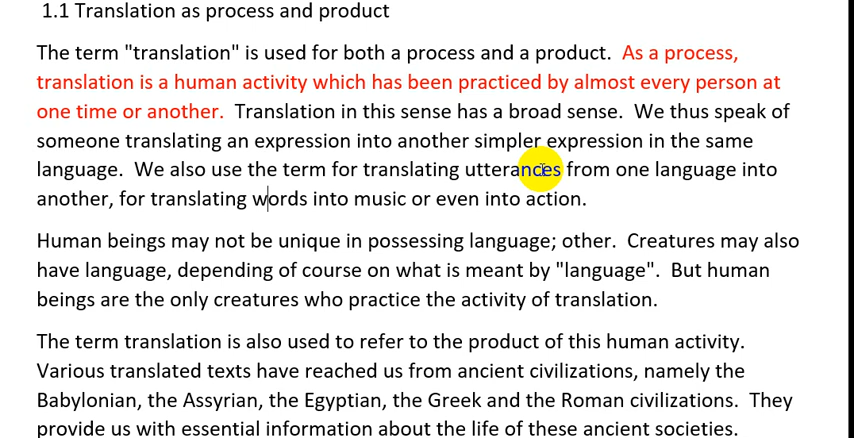 1.1 Translation as process and product
The term "translation" is used for both a process and a product. As a process,
translation is a human activity which has been practiced by almost every person at
one time or another. Translation in this sense has a broad sense. We thus speak of
someone translating an expression into another simpler expression in the same
language. We also use the term for translating utterances from one language into
another, for translating words into music or even into action.
Human beings may not be unique in possessing language; other. Creatures may also
have language, depending of course on what is meant by "language". But human
beings are the only creatures who practice the activity of translation.
The term translation is also used to refer to the product of this human activity.
Various translated texts have reached us from ancient civilizations, namely the
Babylonian, the Assyrian, the Egyptian, the Greek and the Roman civilizations. They
provide us with essential information about the life of these ancient societies.